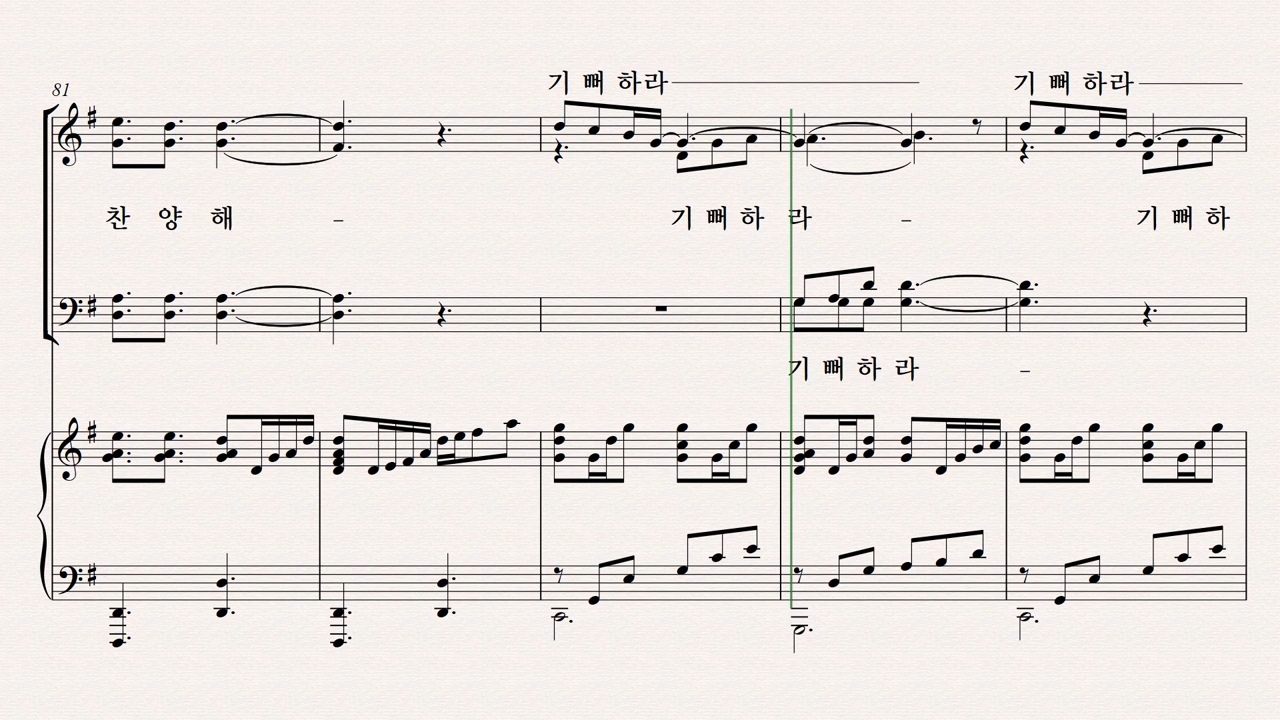 81
기 뻐 하라 기 뻐 하라
찬 양 해 – 기 뻐 하 라 – 기 뻐 하
기 뻐 하 라 –